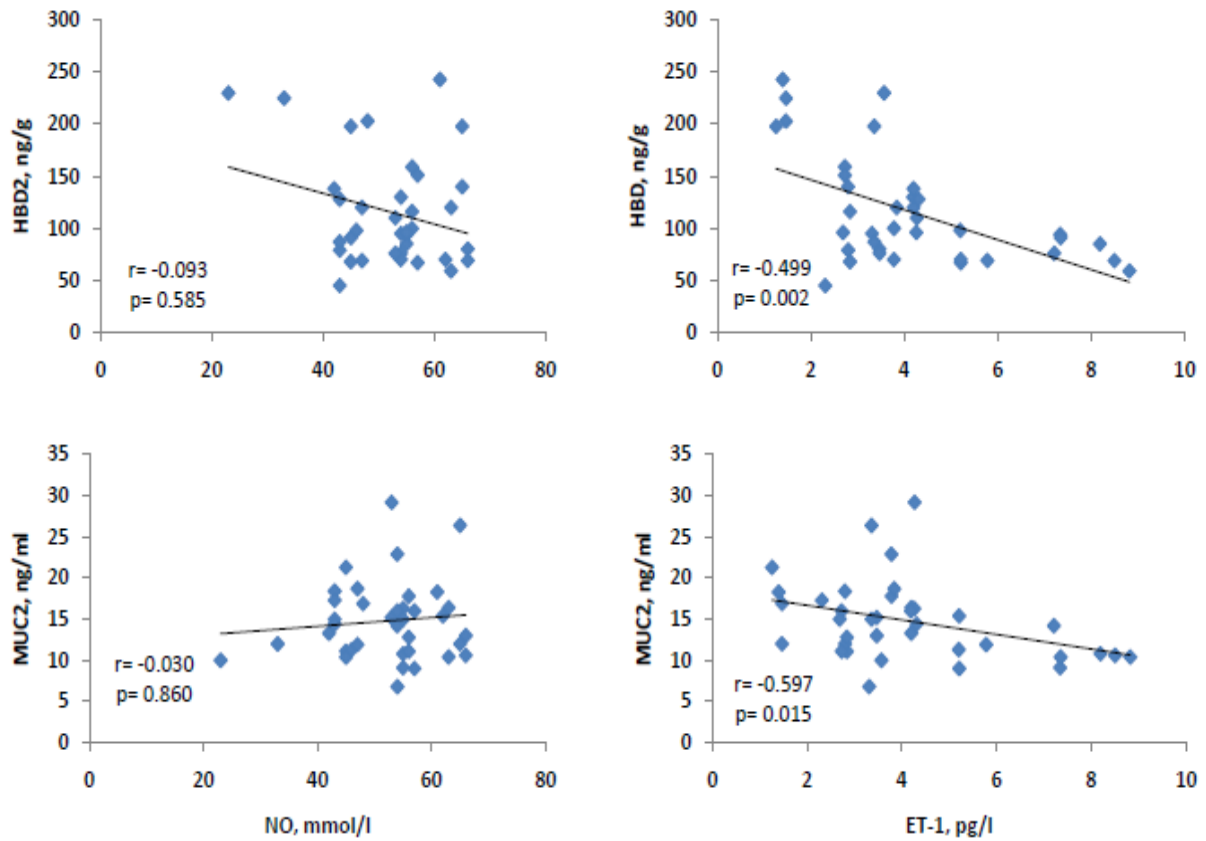 300
250
200
150
100
50
0
HBD2, ng/g
r= -0.093
p= 0.585
0 20 40 60 80
300
250
200
150
100
50
0
HBD, ng/g
r= -0.499
p= 0.002
0 2 4 6 8 10
35
30
25
20
15
10
5
0
MUC2, ng/ml
r= -0.030
p= 0.860
0 20 40 60 80
NO, mmol/l
35
30
25
20
15
10
5
0
MUC2, ng/ml
r= -0.597
p= 0.015
0 2 4 6 8 10
ET-1, pg/l